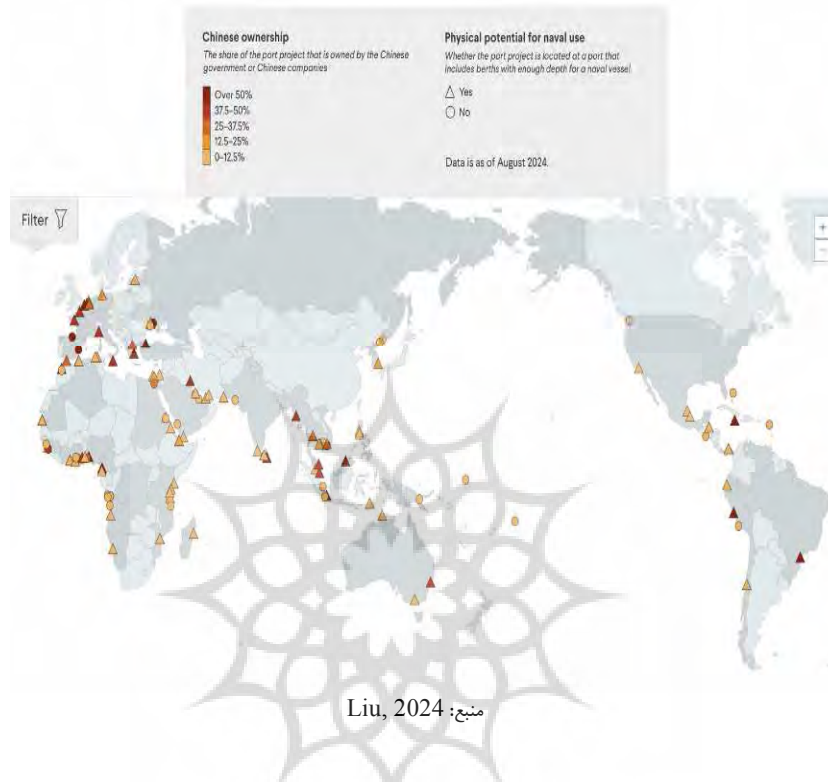 Chinese ownership
The share of the port project that is owned by the Chinese
government or Chinese companies
Over 50%
37.5–50%
25–37.5%
12.5–25%
0–12.5%
Physical potential for naval use
Whether the port project is located at a port that
includes berths with enough depth for a naval vessel
Yes
No
Data is as of August 2024.
Filter
+
−
منبع: Liu, 2024